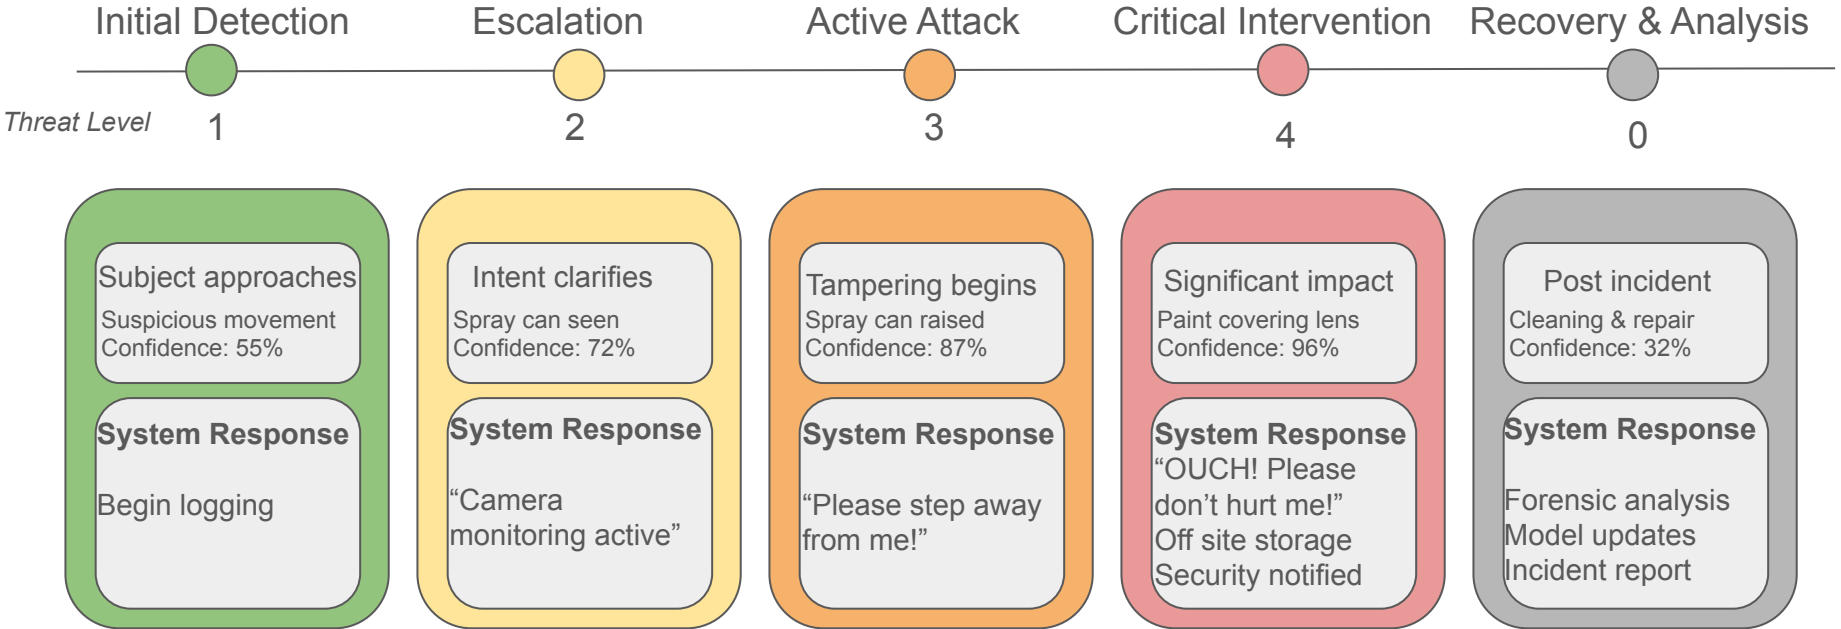 Initial Detection
Escalation
Active Attack
Critical Intervention
Recovery & Analysis
Threat Level
1
2
3
4
0
Subject approaches
Suspicious movement
Confidence: 55%
Intent clarifies
Spray can seen
Confidence: 72%
Tampering begins
Spray can raised
Confidence: 87%
Significant impact
Paint covering lens
Confidence: 96%
Post incident
Cleaning & repair
Confidence: 32%
System Response
Begin logging
System Response
“Camera
monitoring active”
System Response
“Please step away
from me!”
System Response
“OUCH! Please
don’t hurt me!”
Off site storage
Security notified
System Response
Forensic analysis
Model updates
Incident report